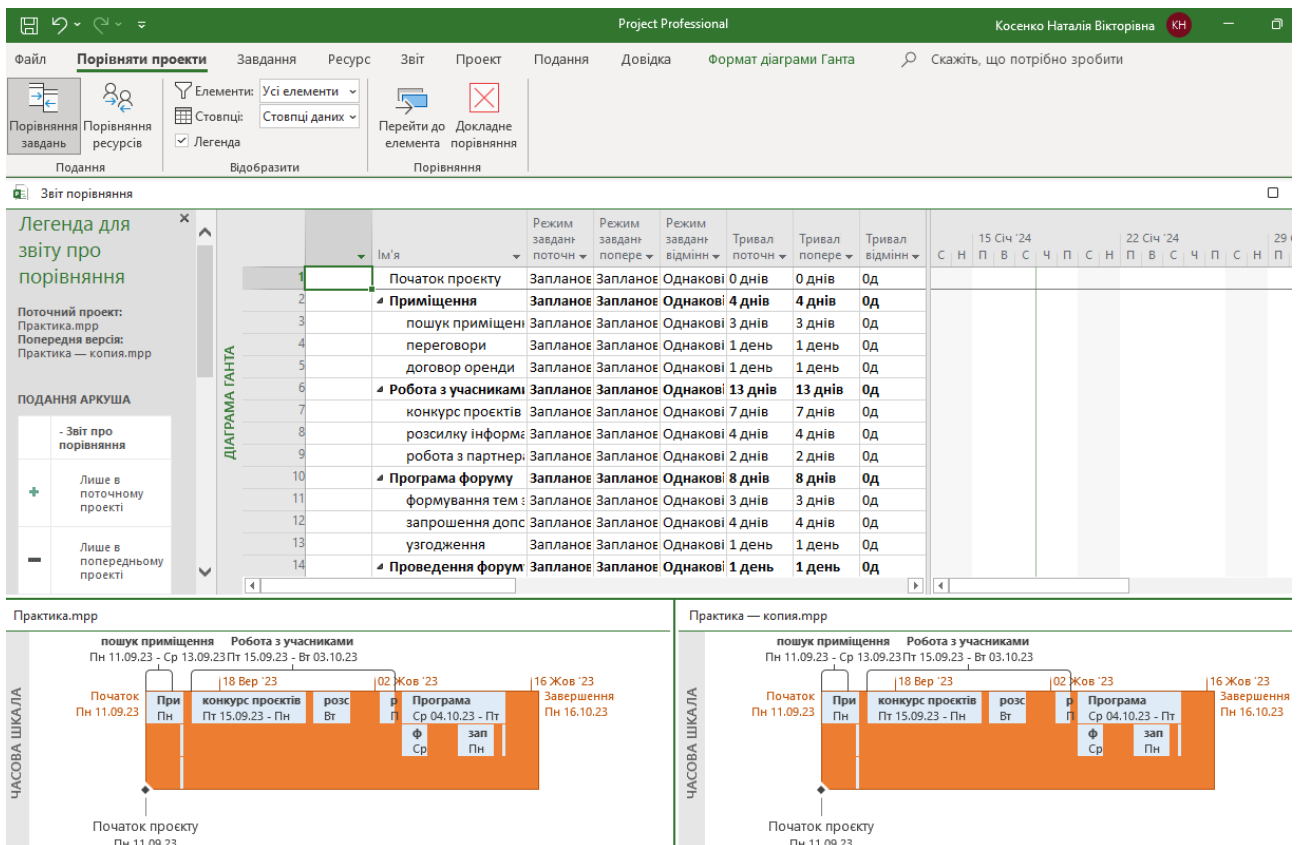 Project Professional
Косенко Наталія Вікторівна КН
Файл Порівняти проекти Завдання Ресурс Звіт Проект Подання Довідка Формат діаграми Ганта Скажіть, що потрібно зробити
Порівняння завдань
Порівняння ресурсів
Подання
Елементи: Усі елементи
Стовпці: Стовпці даних
Легенда
Відобразити
Перейти до елемента
Докладне порівняння
Порівняння
Звіт порівняння
Легенда для
звіту про
порівняння
Поточний проект:
Практика.mpp
Попередня версія:
Практика — копия.mpp
ПОДАННЯ АРКУША
- Звіт про
порівняння
Лише в
поточному
проекті
Лише в
попередньому
проекті
ДІАГРАМА ГАНТА
Ім'я Режим завданн поточн Режим завданн попере Режим завданн відмінн Тривал поточн Тривал попере Тривал відмінн
15 Січ '24 22 Січ '24 29
С Н П В С Ч П С Н П В С Ч П С Н П
1 Початок проєкту Запланов Запланов Однакові 0 днів 0 днів 0д
2 Приміщення Запланов Запланов Однакові 4 днів 4 днів 0д
3 пошук приміщенн Запланов Запланов Однакові 3 днів 3 днів 0д
4 переговори Запланов Запланов Однакові 1 день 1 день 0д
5 договор оренди Запланов Запланов Однакові 1 день 1 день 0д
6 Робота з учасниками Запланов Запланов Однакові 13 днів 13 днів 0д
7 конкурс проєктів Запланов Запланов Однакові 7 днів 7 днів 0д
8 розсилку інформа Запланов Запланов Однакові 4 днів 4 днів 0д
9 робота з партнера Запланов Запланов Однакові 2 днів 2 днів 0д
10 Програма форуму Запланов Запланов Однакові 8 днів 8 днів 0д
11 формування тем з Запланов Запланов Однакові 3 днів 3 днів 0д
12 запрошення допо Запланов Запланов Однакові 4 днів 4 днів 0д
13 узгодження Запланов Запланов Однакові 1 день 1 день 0д
14 Проведення форум Запланов Запланов Однакові 1 день 1 день 0д
Практика.mpp
ЧАСОВА ШКАЛА
пошук приміщення Робота з учасниками
Пн 11.09.23 - Ср 13.09.23 Пт 15.09.23 - Вт 03.10.23
18 Вер '23 02 Жов '23 16 Жов '23
Початок При конкурс проєктів розс р Програма Завершення
Пн 11.09.23 Пн Пт 15.09.23 - Пн Вт П Ср 04.10.23 - Пт Пн 16.10.23
ф зап
Ср Пн
Початок проєкту
Пн 11.09.23
Практика — копия.mpp
ЧАСОВА ШКАЛА
пошук приміщення Робота з учасниками
Пн 11.09.23 - Ср 13.09.23 Пт 15.09.23 - Вт 03.10.23
18 Вер '23 02 Жов '23 16 Жов '23
Початок При конкурс проєктів розс р Програма Завершення
Пн 11.09.23 Пн Пт 15.09.23 - Пн Вт П Ср 04.10.23 - Пт Пн 16.10.23
ф зап
Ср Пн
Початок проєкту
Пн 11.09.23